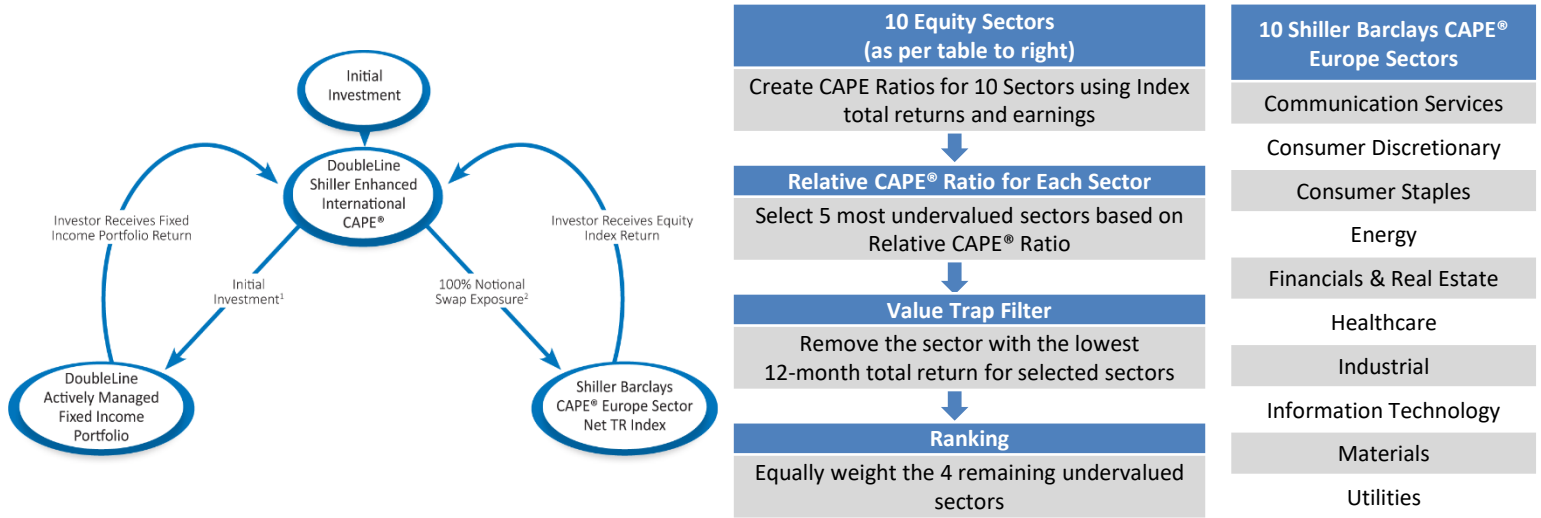 Initial
Investment
DoubleLine
Shiller Enhanced
International
CAPE®
Investor Receives Fixed
Income Portfolio Return
Investor Receives Equity
Index Return
Initial
Investment¹
100% Notional
Swap Exposure²
DoubleLine
Actively Managed
Fixed Income
Portfolio
Shiller Barclays
CAPE® Europe Sector
Net TR Index
10 Equity Sectors
(as per table to right)
Create CAPE Ratios for 10 Sectors using Index
total returns and earnings
Relative CAPE® Ratio for Each Sector
Select 5 most undervalued sectors based on
Relative CAPE® Ratio
Value Trap Filter
Remove the sector with the lowest
12-month total return for selected sectors
Ranking
Equally weight the 4 remaining undervalued
sectors
10 Shiller Barclays CAPE®
Europe Sectors
Communication Services
Consumer Discretionary
Consumer Staples
Energy
Financials & Real Estate
Healthcare
Industrial
Information Technology
Materials
Utilities